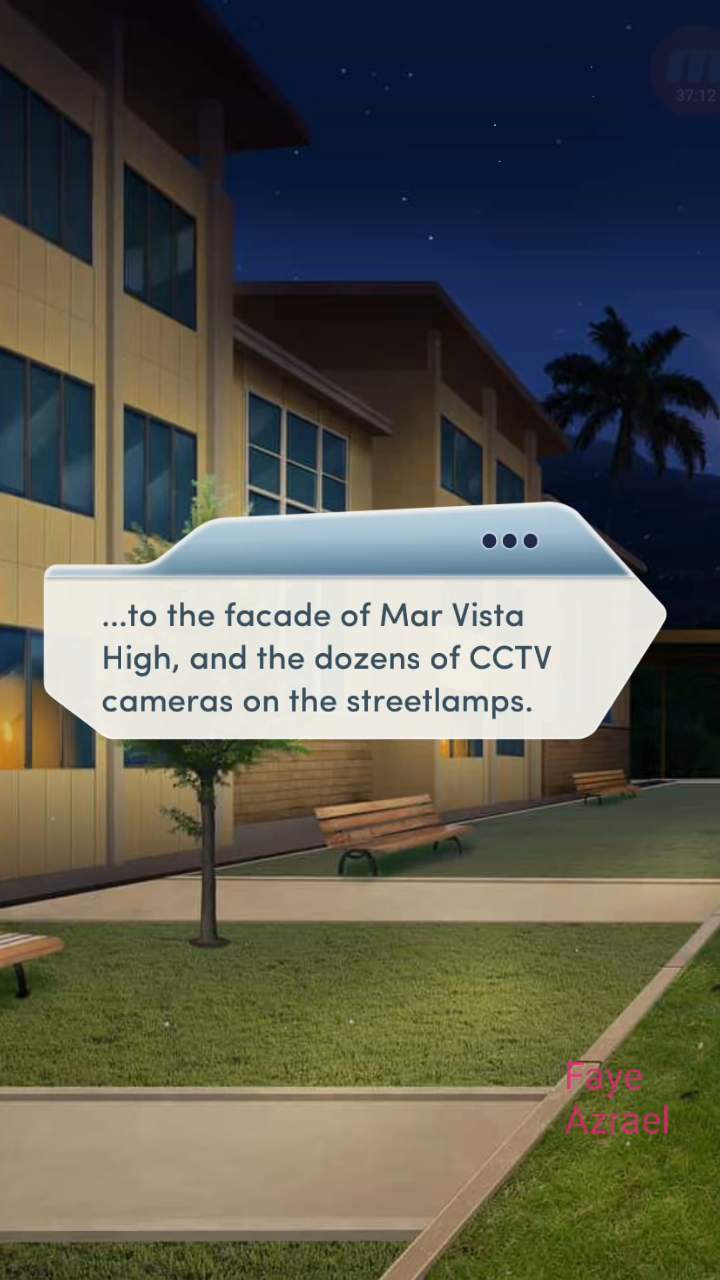 37:12
...to the facade of Mar Vista
High, and the dozens of CCTV
cameras on the streetlamps.
Faye
Azrael